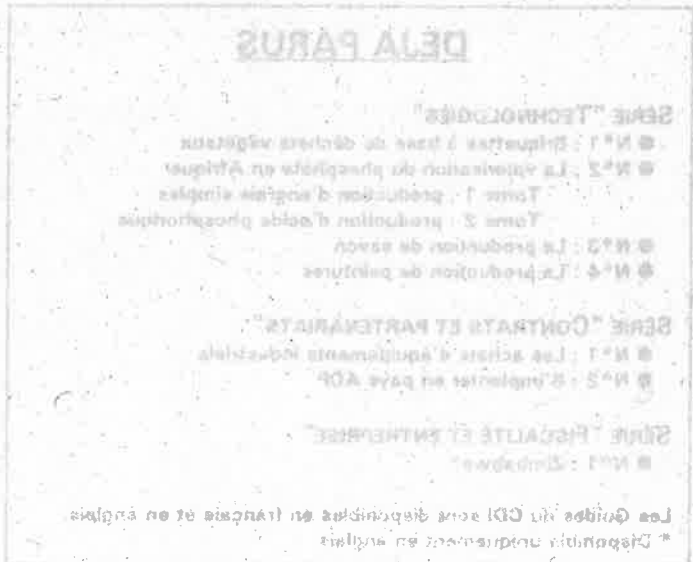 DÉJÀ PARUS
SÉRIE "TECHNOLOGIES"
● N°1 : Briquettes à base de déchets végétaux
● N°2 : La valorisation du phosphate en Afrique*
Tome 1 : production d'engrais simples
Tome 2 : production d'acide phosphorique
● N°3 : La production de savon
● N°4 : La production de peintures
SÉRIE "CONTRATS ET PARTENARIATS"
● N°1 : Les achats d'équipements industriels
● N°2 : S'implanter en pays ACP
SÉRIE "FISCALITÉ ET ENTREPRISE"
● N°1 : Zimbabwe*
Les Guides du CDI sont disponibles en français et en anglais
* Disponible uniquement en anglais